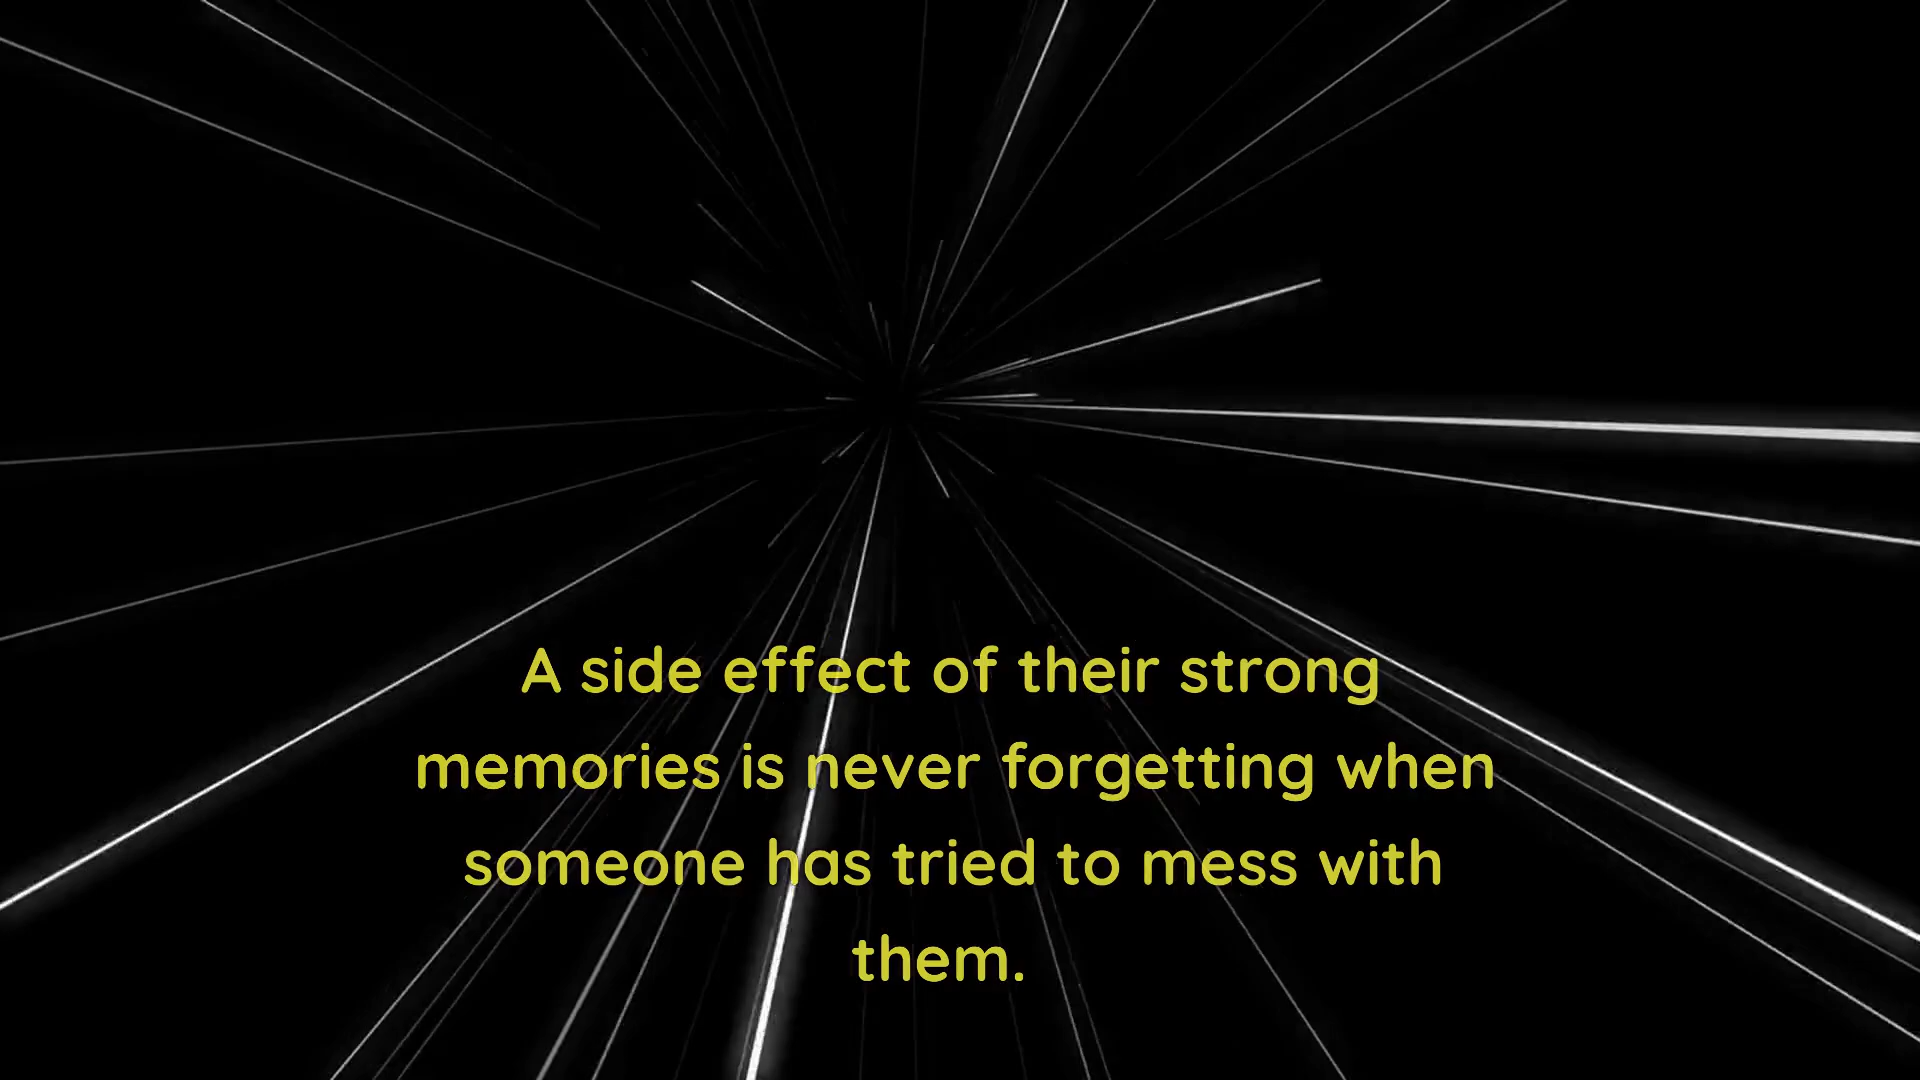 A side effect of their strong
memories is never forgetting when
someone has tried to mess with
them.